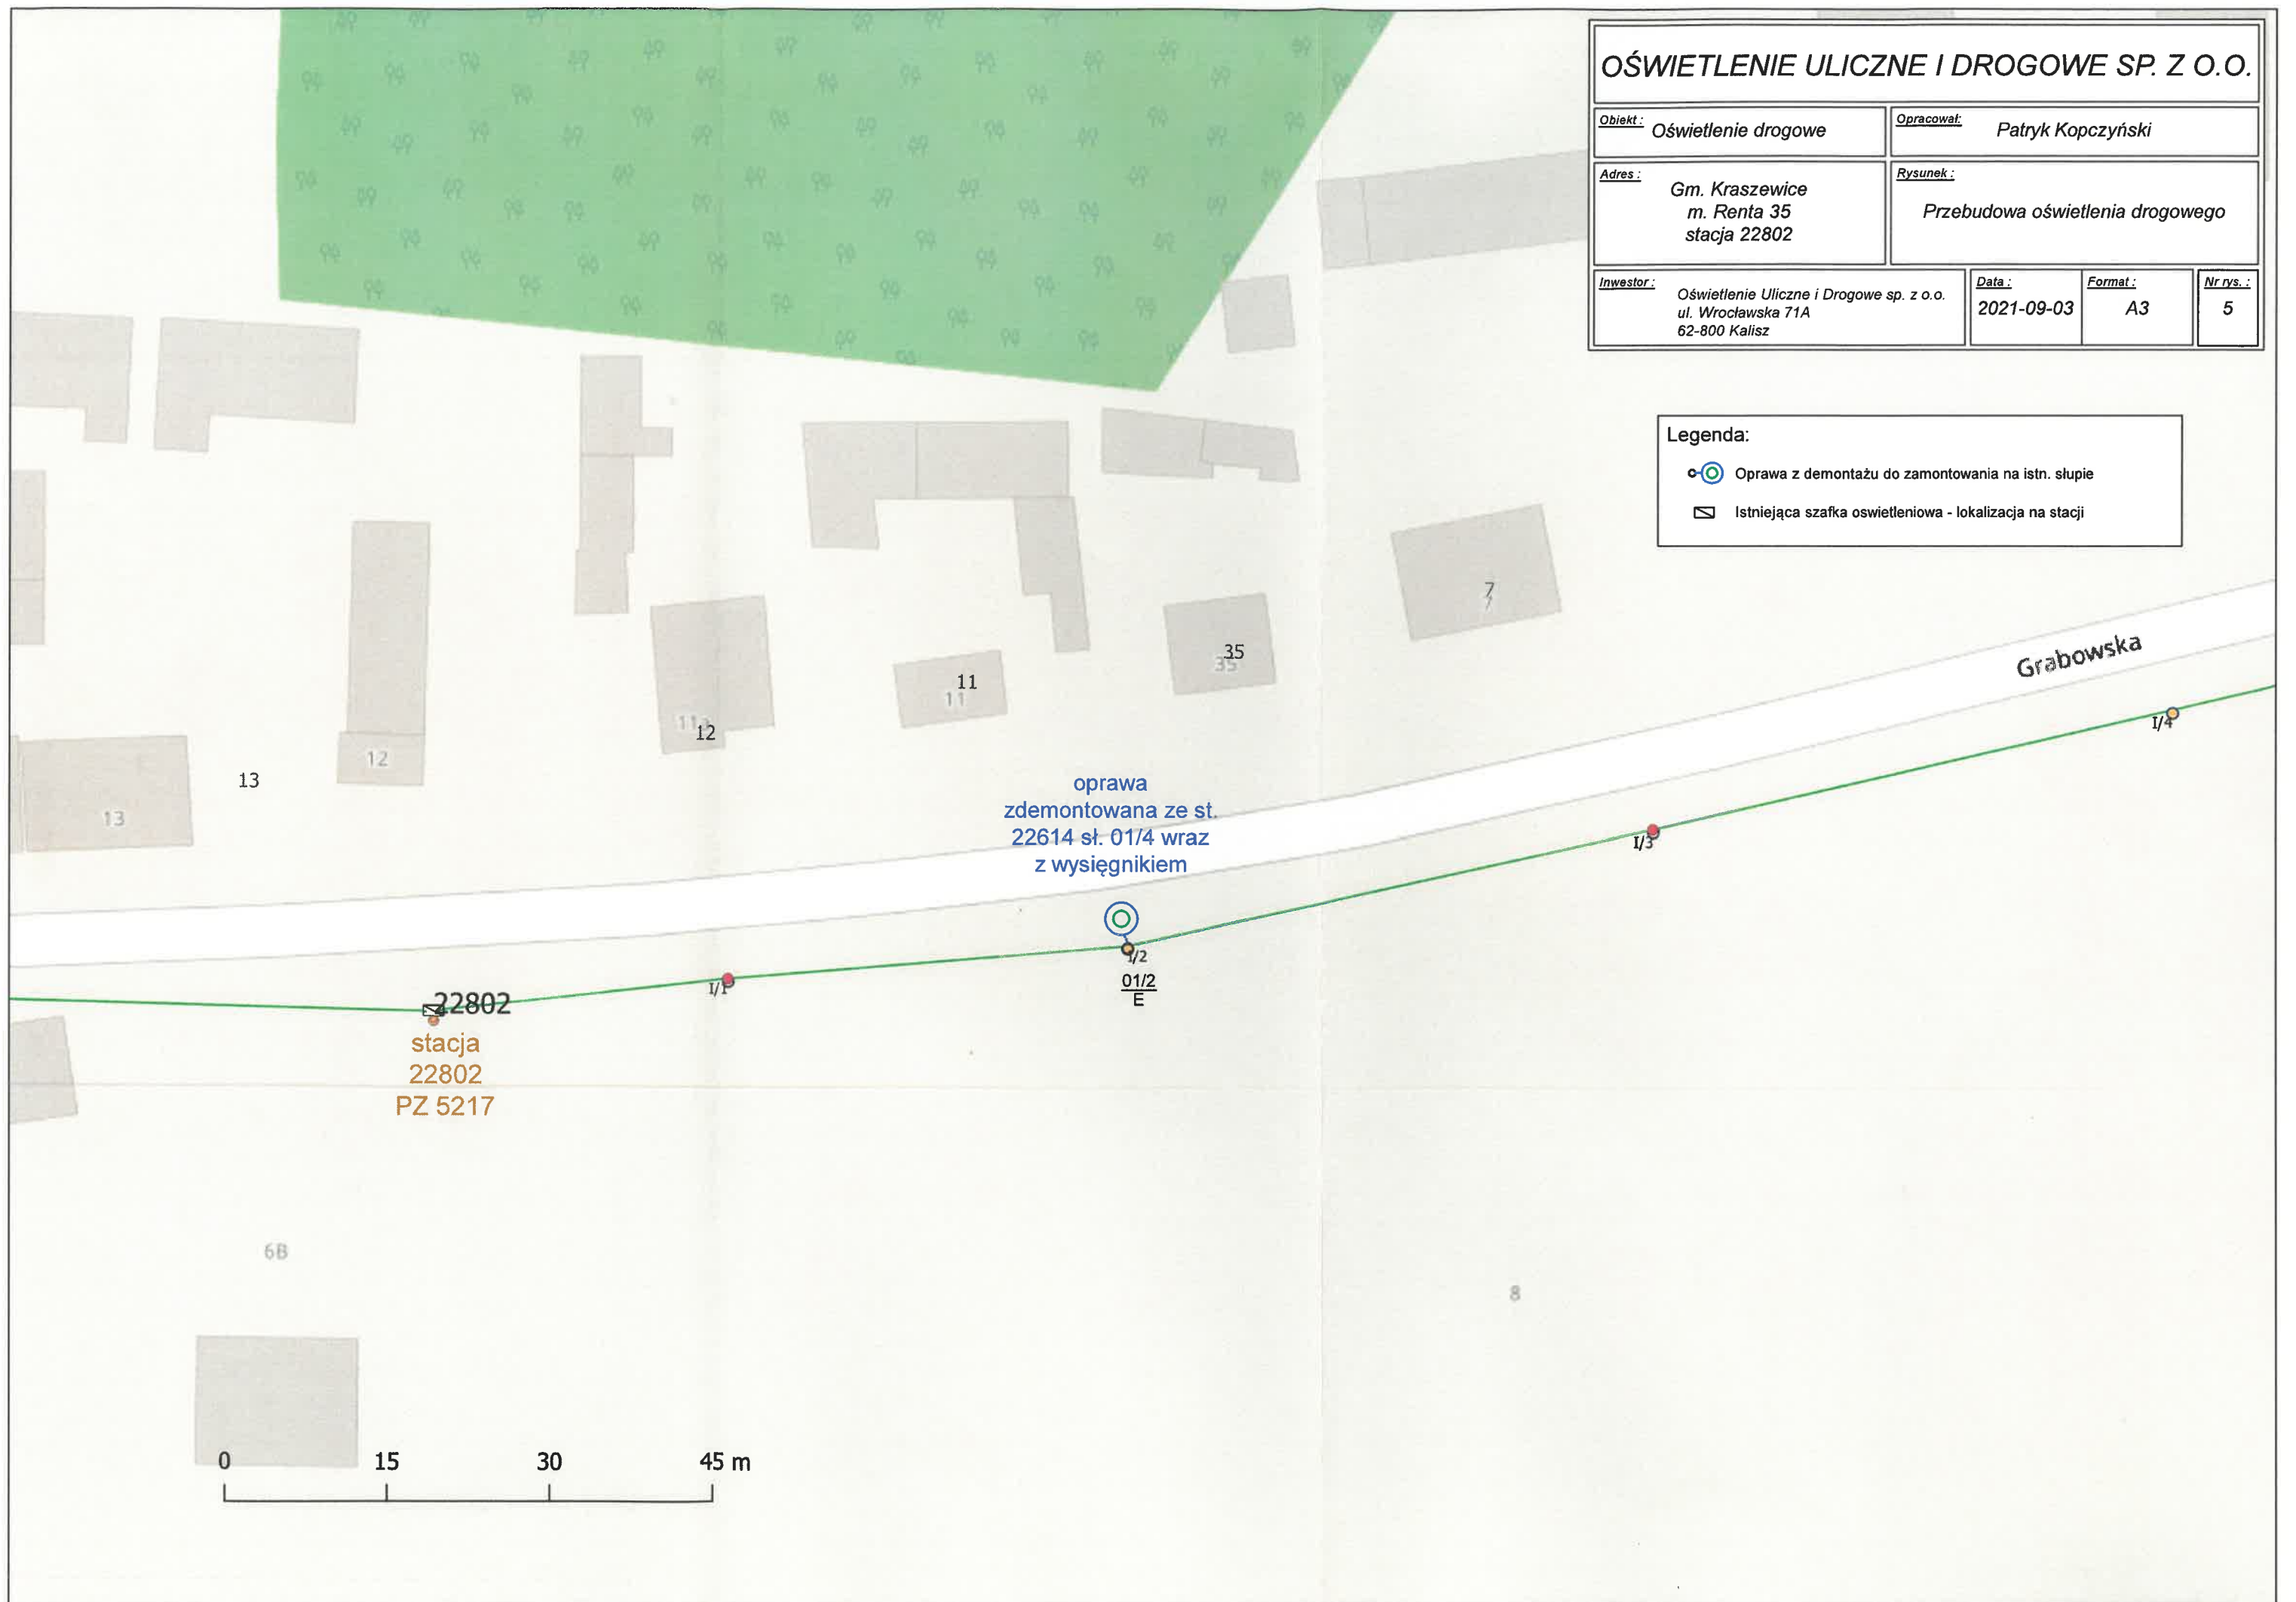 OŚWIETLENIE ULICZNE I DROGOWE SP. Z O.O.
Obiekt : Oświetlenie drogowe
Opracował: Patryk Kopczyński
Adres :
Gm. Kraszewice
m. Renta 35
stacja 22802
Rysunek :
Przebudowa oświetlenia drogowego
Inwestor :
Oświetlenie Uliczne i Drogowe sp. z o.o.
ul. Wrocławska 71A
62-800 Kalisz
Data :
2021-09-03
Format :
A3
Nr rys. :
5
Legenda:
Oprawa z demontażu do zamontowania na istn. słupie
Istniejąca szafka oswietleniowa - lokalizacja na stacji
7
7
35
35
Grabowska
11
11
I/4
11a
12
12
13
13
oprawa
zdemontowana ze st.
22614 sł. 01/4 wraz
z wysięgnikiem
I/3
I/2
01/2
E
I/1
22802
stacja
22802
PZ 5217
6B
8
0 15 30 45 m